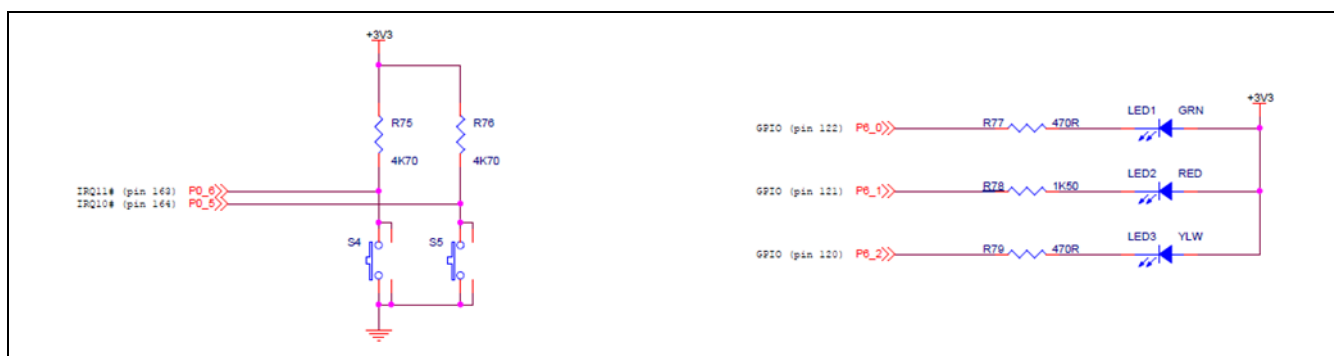 +3V3
R75
R76
4K70
4K70
IRQ11# (pin 163) P0_6
IRQ10# (pin 164) P0_5
S4
S5
+3V3
LED1 GRN
GPIO (pin 122) P6_0 R77 470R
LED2 RED
GPIO (pin 121) P6_1 R78 1K50
LED3 YLW
GPIO (pin 120) P6_2 R79 470R